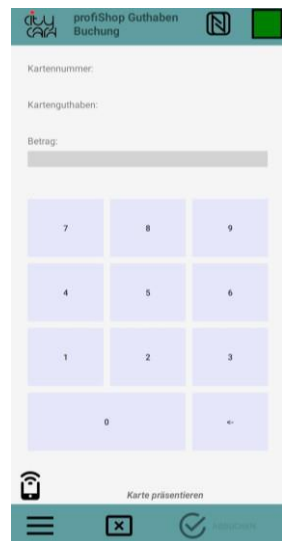 city card
profiShop Guthaben
Buchung
Kartennummer:
Kartenguthaben:
Betrag:
7 8 9
4 5 6
1 2 3
0 <-
Karte präsentieren